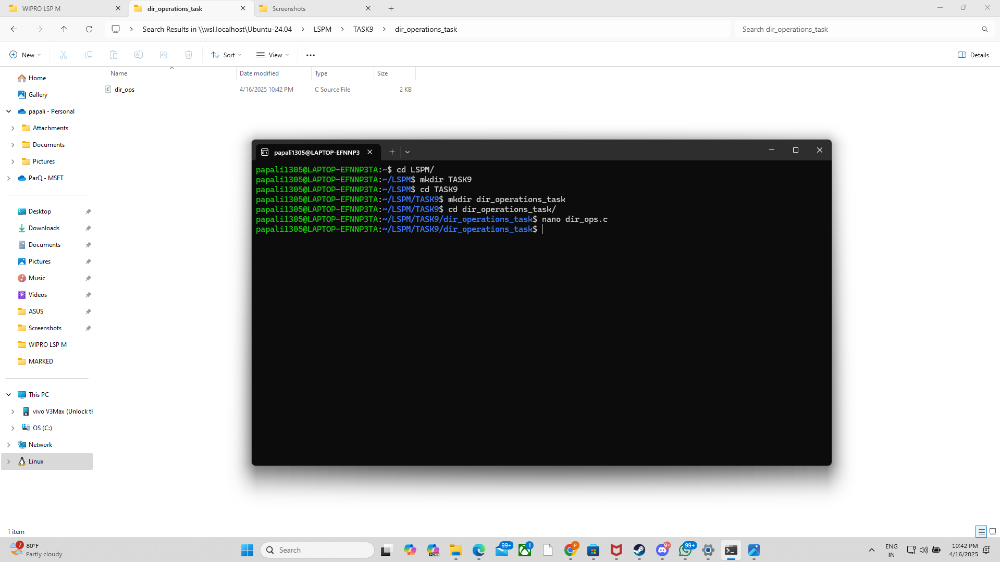 WIPRO LSP M
dir_operations_task
Screenshots
Search Results in \\wsl.localhost\Ubuntu-24.04 > LSPM > TASK9 > dir_operations_task
Search dir_operations_task
New
Sort
View
Details
Name
Date modified
Type
Size
dir_ops
4/16/2025 10:42 PM
C Source File
2 KB
Home
Gallery
papali - Personal
Attachments
Documents
Pictures
ParQ - MSFT
Desktop
Downloads
Documents
Pictures
Music
Videos
ASUS
Screenshots
WIPRO LSP M
MARKED
This PC
vivo V3Max (Unlock th
OS (C:)
Network
Linux
papali1305@LAPTOP-EFNNP3
papali1305@LAPTOP-EFNNP3TA:~$ cd LSPM/
papali1305@LAPTOP-EFNNP3TA:~/LSPM$ mkdir TASK9
papali1305@LAPTOP-EFNNP3TA:~/LSPM$ cd TASK9
papali1305@LAPTOP-EFNNP3TA:~/LSPM/TASK9$ mkdir dir_operations_task
papali1305@LAPTOP-EFNNP3TA:~/LSPM/TASK9$ cd dir_operations_task/
papali1305@LAPTOP-EFNNP3TA:~/LSPM/TASK9/dir_operations_task$ nano dir_ops.c
papali1305@LAPTOP-EFNNP3TA:~/LSPM/TASK9/dir_operations_task$
1 item
7
80°F
Partly cloudy
Search
M365
99+
1
P
9+
99+
ENG
IN
10:42 PM
4/16/2025